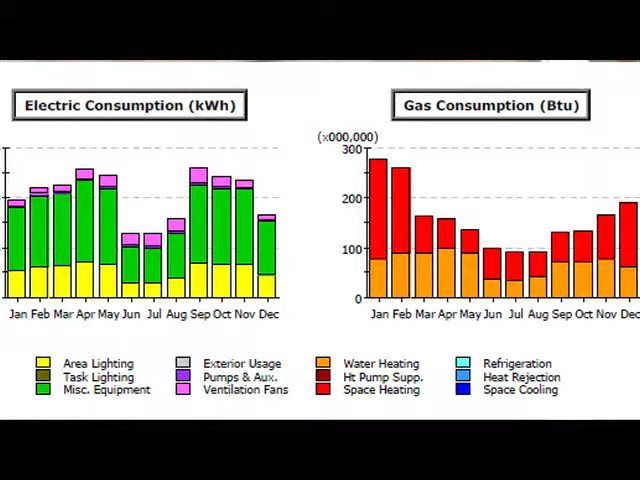 Electric Consumption (kWh)
Gas Consumption (Btu)
(x000,000)
300
200
100
0
Jan Feb Mar Apr May Jun Jul Aug Sep Oct Nov Dec
Jan Feb Mar Apr May Jun Jul Aug Sep Oct Nov Dec
Area Lighting
Task Lighting
Misc. Equipment
Exterior Usage
Pumps & Aux.
Ventilation Fans
Water Heating
Ht Pump Supp.
Space Heating
Refrigeration
Heat Rejection
Space Cooling